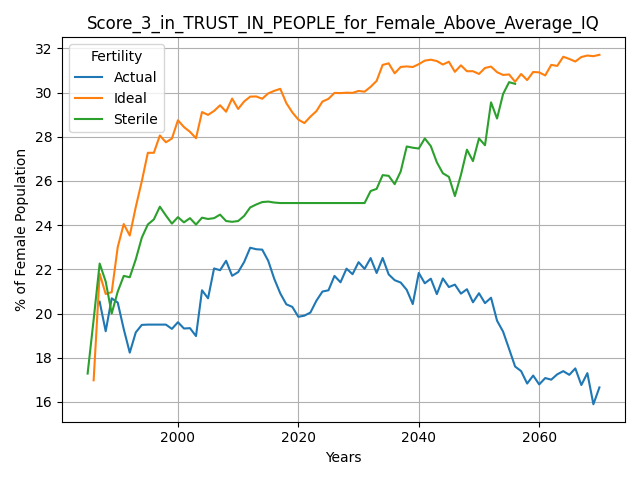 Score_3_in_TRUST_IN_PEOPLE_for_Female_Above_Average_IQ
Fertility
Actual
Ideal
Sterile
% of Female Population
32
30
28
26
24
22
20
18
16
2000
2020
2040
2060
Years